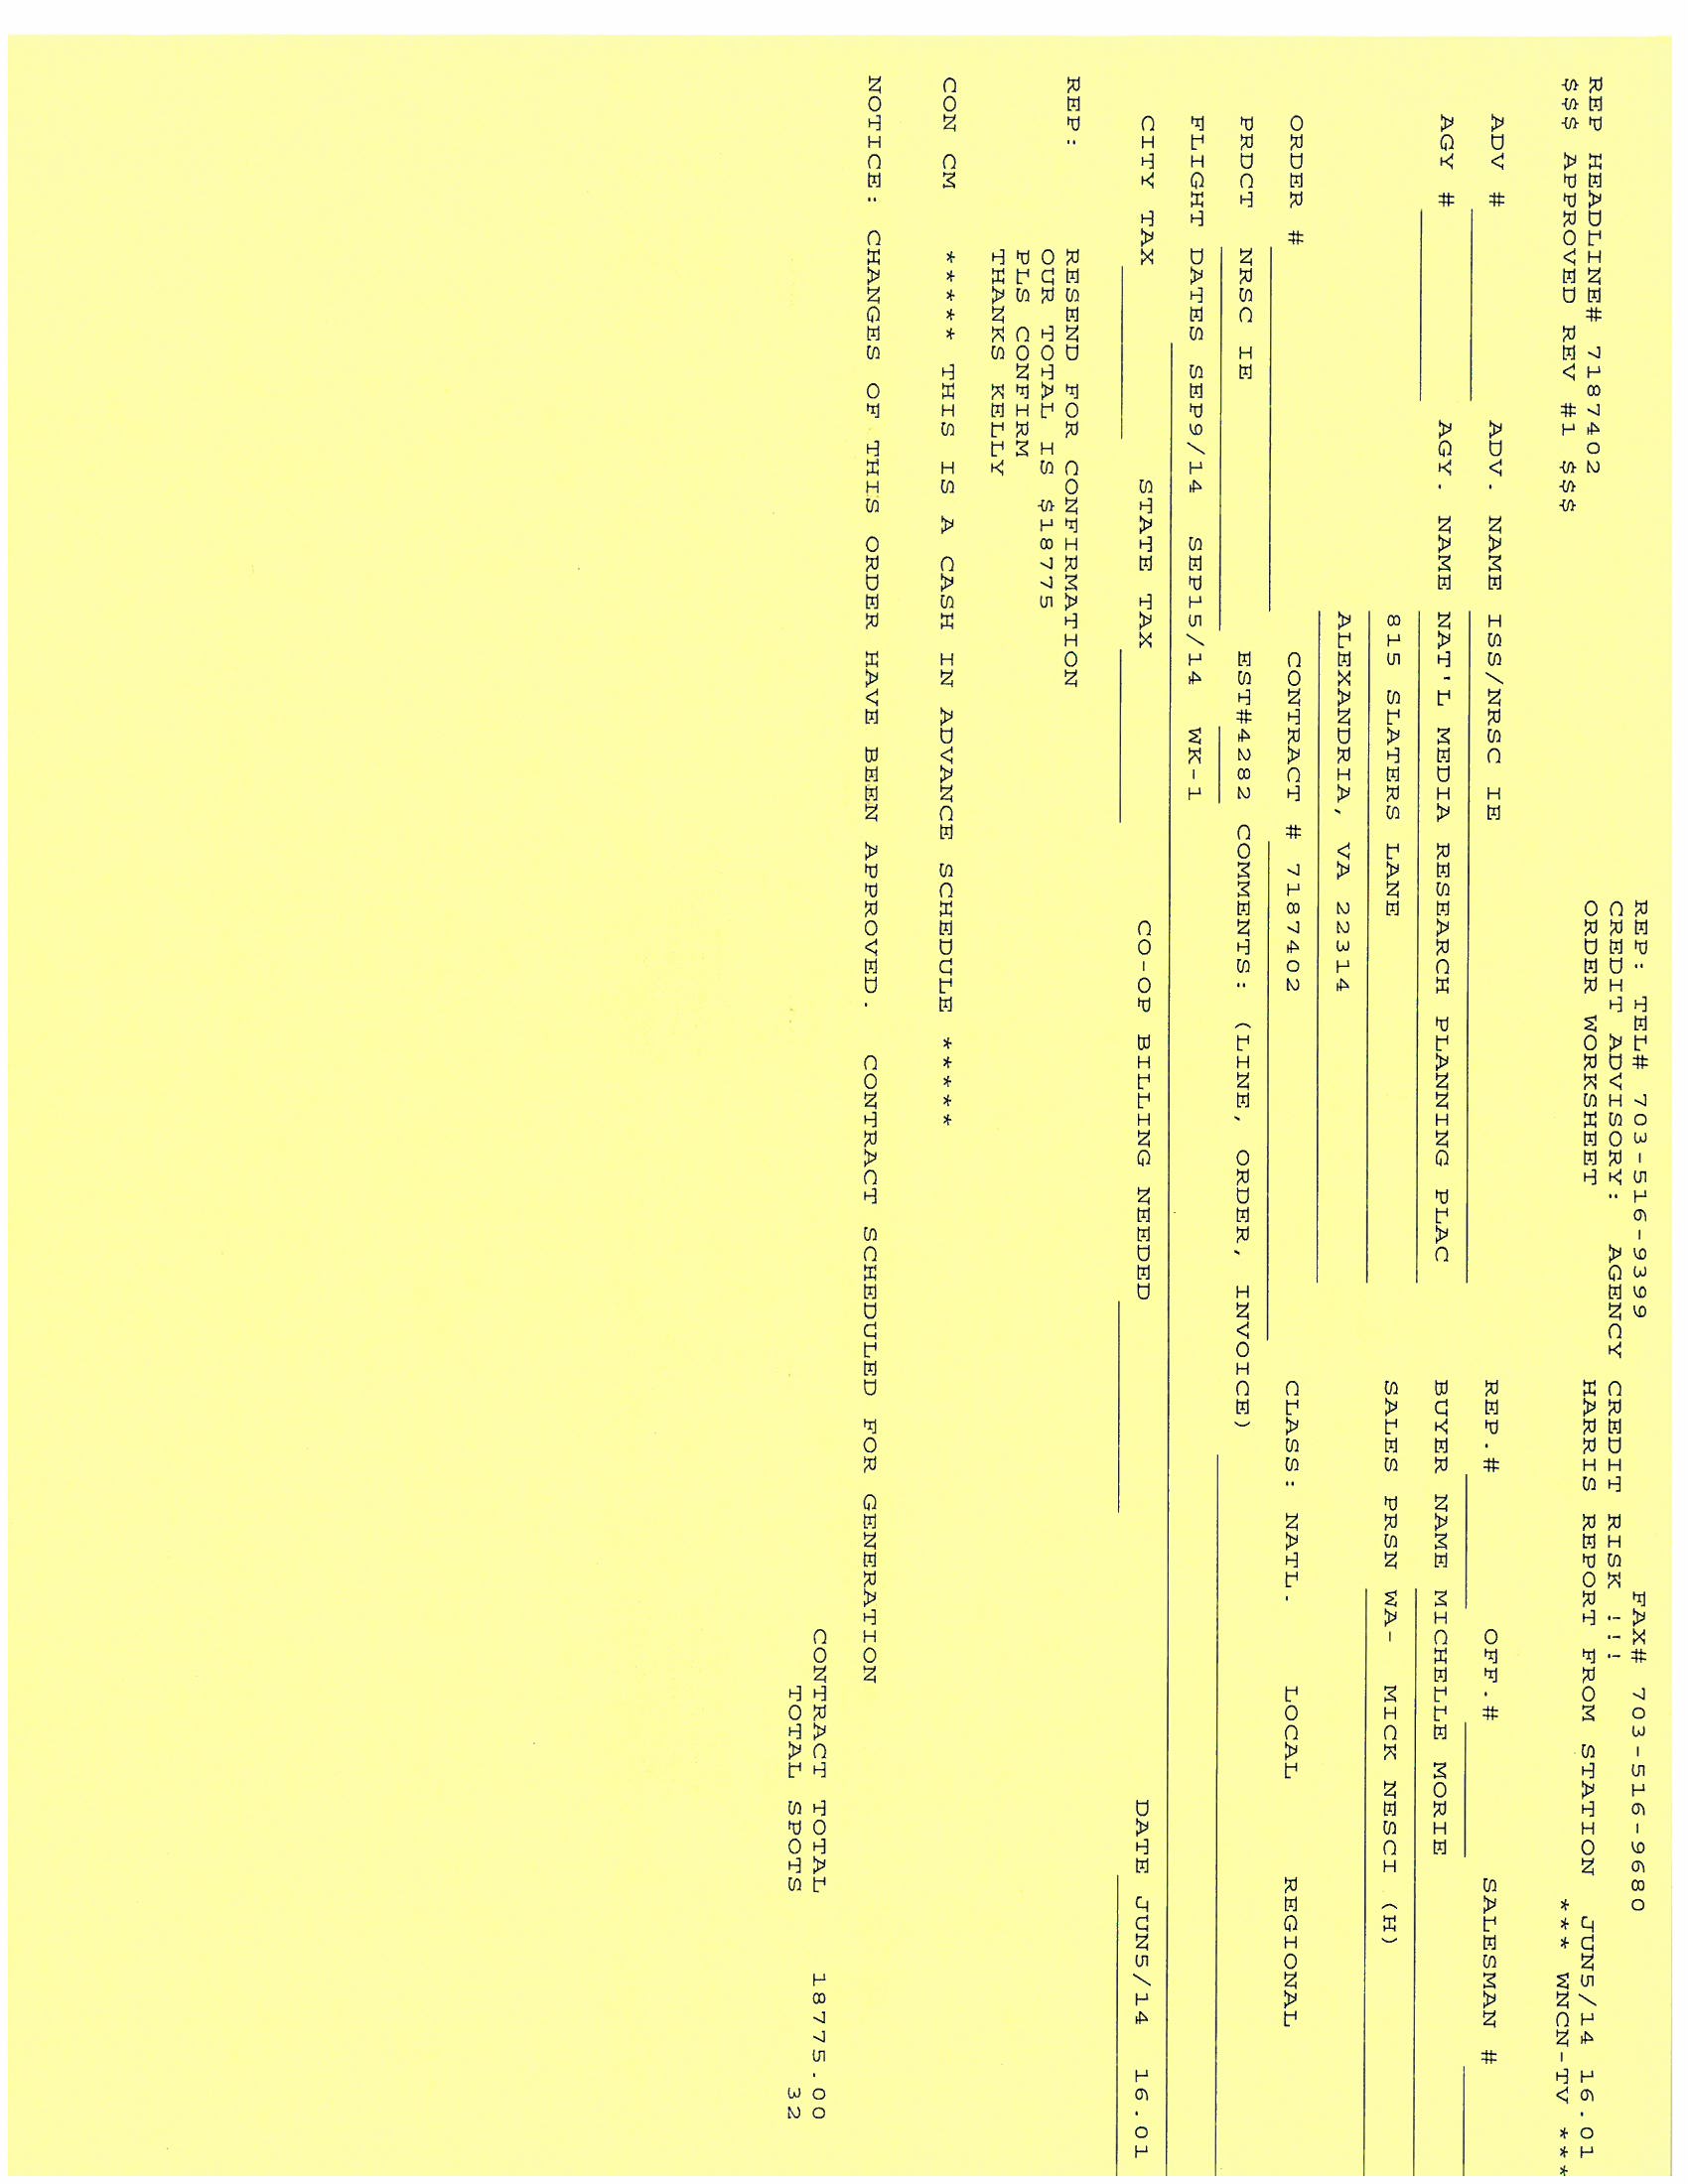 REP: TEL# 703-516-9399 FAX# 703-516-9680
CREDIT ADVISORY: AGENCY CREDIT RISK !!!
REP HEADLINE# 7187402 ORDER WORKSHEET HARRIS REPORT FROM STATION JUN5/14 16.01
$$$ APPROVED REV #1 $$$ *** WNCN-TV ***
ADV # ADV. NAME ISS/NRSC IE REP.# OFF.# SALESMAN #
AGY # AGY. NAME NAT'L MEDIA RESEARCH PLANNING PLAC BUYER NAME MICHELLE MORIE
815 SLATERS LANE SALES PRSN WA- MICK NESCI (H)
ALEXANDRIA, VA 22314
ORDER # CONTRACT # 7187402 CLASS: NATL. LOCAL REGIONAL
PRDCT NRSC IE EST#4282 COMMENTS: (LINE, ORDER, INVOICE)
FLIGHT DATES SEP9/14 SEP15/14 WK-1
CITY TAX STATE TAX CO-OP BILLING NEEDED DATE JUN5/14 16.01
REP: RESEND FOR CONFIRMATION
OUR TOTAL IS $18775
PLS CONFIRM
THANKS KELLY
CON CM ***** THIS IS A CASH IN ADVANCE SCHEDULE *****
NOTICE: CHANGES OF THIS ORDER HAVE BEEN APPROVED. CONTRACT SCHEDULED FOR GENERATION
CONTRACT TOTAL 18775.00
TOTAL SPOTS 32